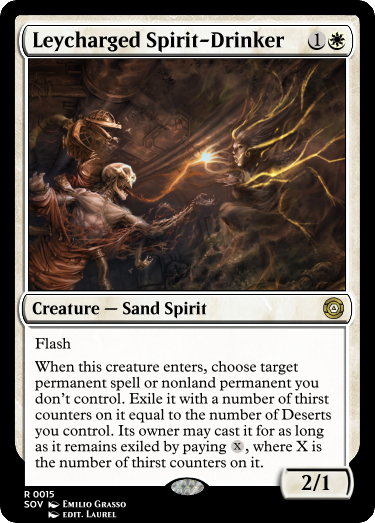 Leycharged Spirit-Drinker 1
Creature — Sand Spirit
Flash
When this creature enters, choose target
permanent spell or nonland permanent you
don't control. Exile it with a number of thirst
counters on it equal to the number of Deserts
you control. Its owner may cast it for as long
as it remains exiled by paying X, where X is
the number of thirst counters on it.
2/1
R 0015
SOV Emilio Grasso
edit. Laurel